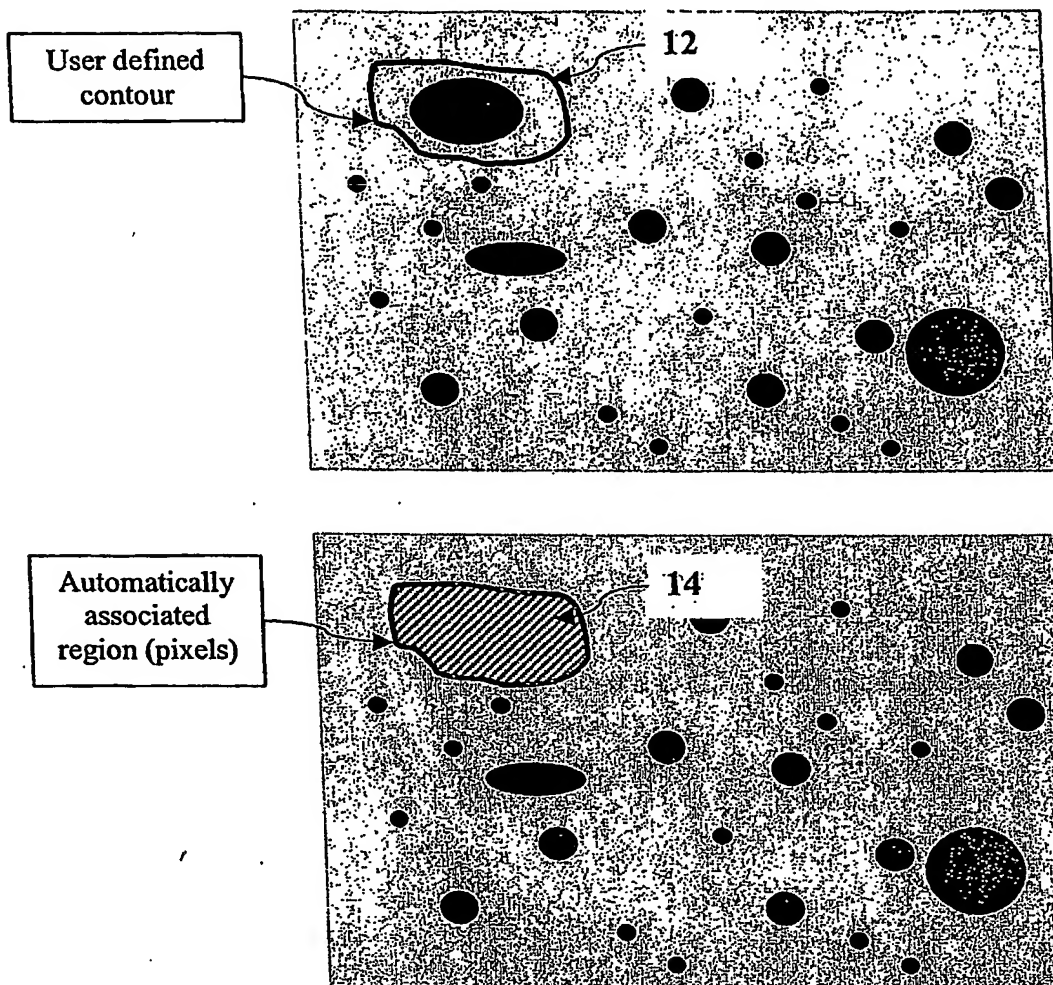 User defined
contour
12
Automatically
associated
region (pixels)
14